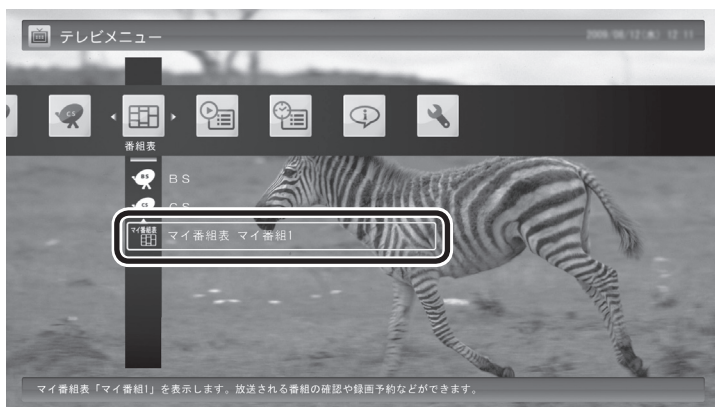 テレビメニュー
2009/08/12(水) 12:11
CS
番組表
BS
BS
CS
マイ番組表
マイ番組表 マイ番組1
マイ番組表「マイ番組1」を表示します。放送される番組の確認や録画予約などができます。